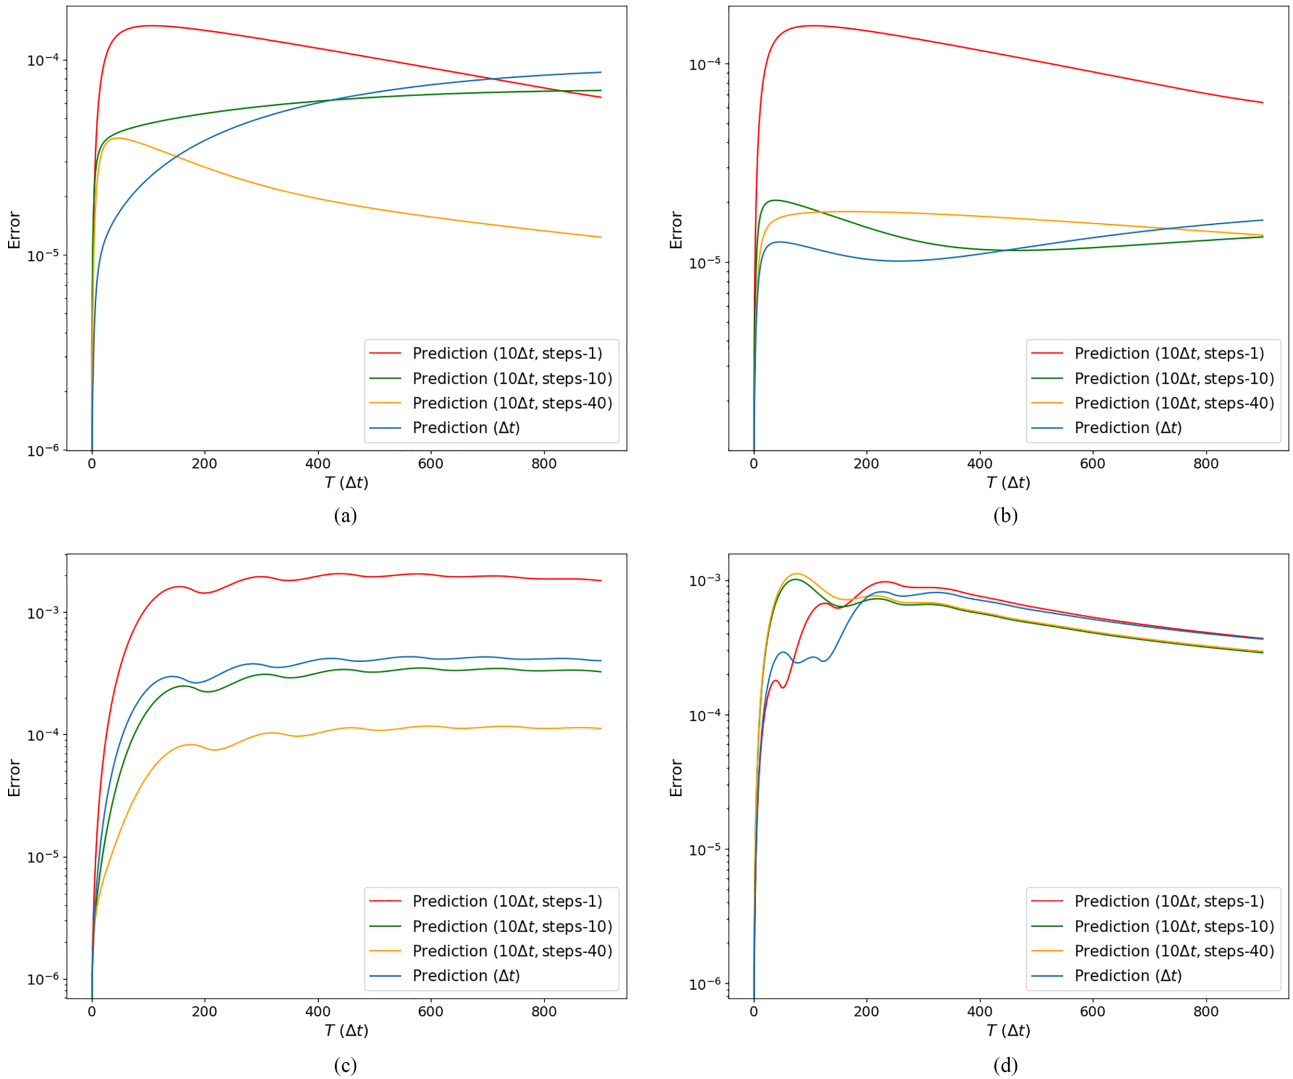 10⁻⁴
10⁻⁵
10⁻⁶
Error
0 200 400 600 800
T (Δt)
Prediction (10Δt, steps-1)
Prediction (10Δt, steps-10)
Prediction (10Δt, steps-40)
Prediction (Δt)
(a)
10⁻⁴
10⁻⁵
Error
0 200 400 600 800
T (Δt)
Prediction (10Δt, steps-1)
Prediction (10Δt, steps-10)
Prediction (10Δt, steps-40)
Prediction (Δt)
(b)
10⁻³
10⁻⁴
10⁻⁵
10⁻⁶
Error
0 200 400 600 800
T (Δt)
Prediction (10Δt, steps-1)
Prediction (10Δt, steps-10)
Prediction (10Δt, steps-40)
Prediction (Δt)
(c)
10⁻³
10⁻⁴
10⁻⁵
10⁻⁶
Error
0 200 400 600 800
T (Δt)
Prediction (10Δt, steps-1)
Prediction (10Δt, steps-10)
Prediction (10Δt, steps-40)
Prediction (Δt)
(d)